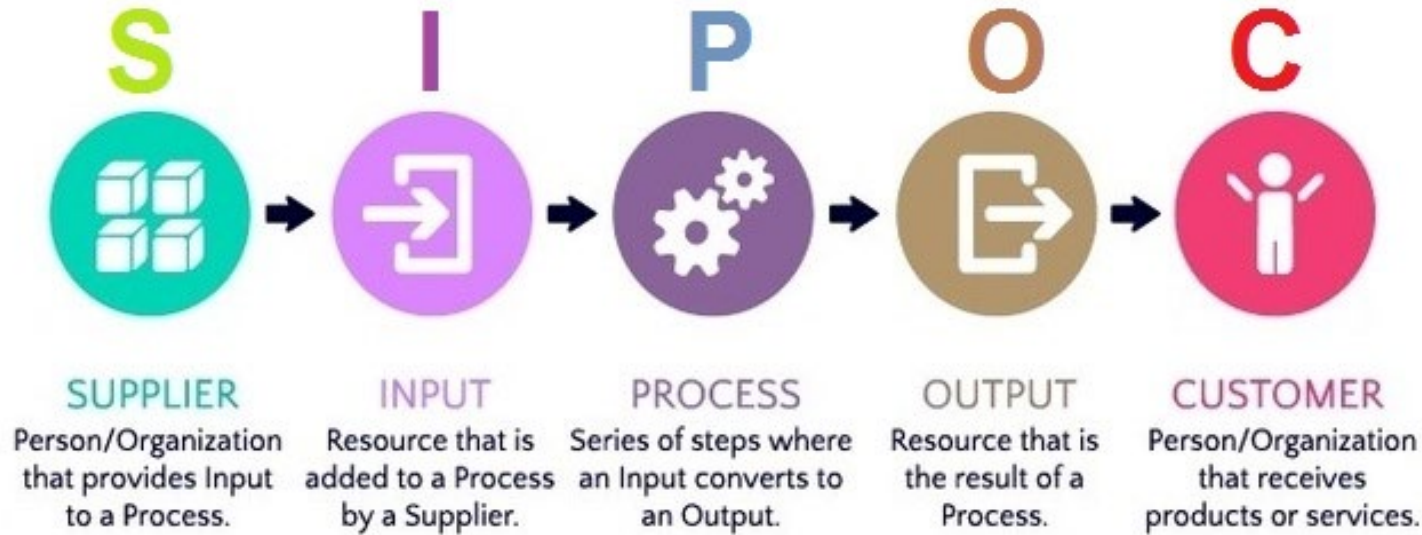 S I P O C
SUPPLIER
Person/Organization
that provides Input
to a Process.
INPUT
Resource that is
added to a Process
by a Supplier.
PROCESS
Series of steps where
an Input converts to
an Output.
OUTPUT
Resource that is
the result of a
Process.
CUSTOMER
Person/Organization
that receives
products or services.